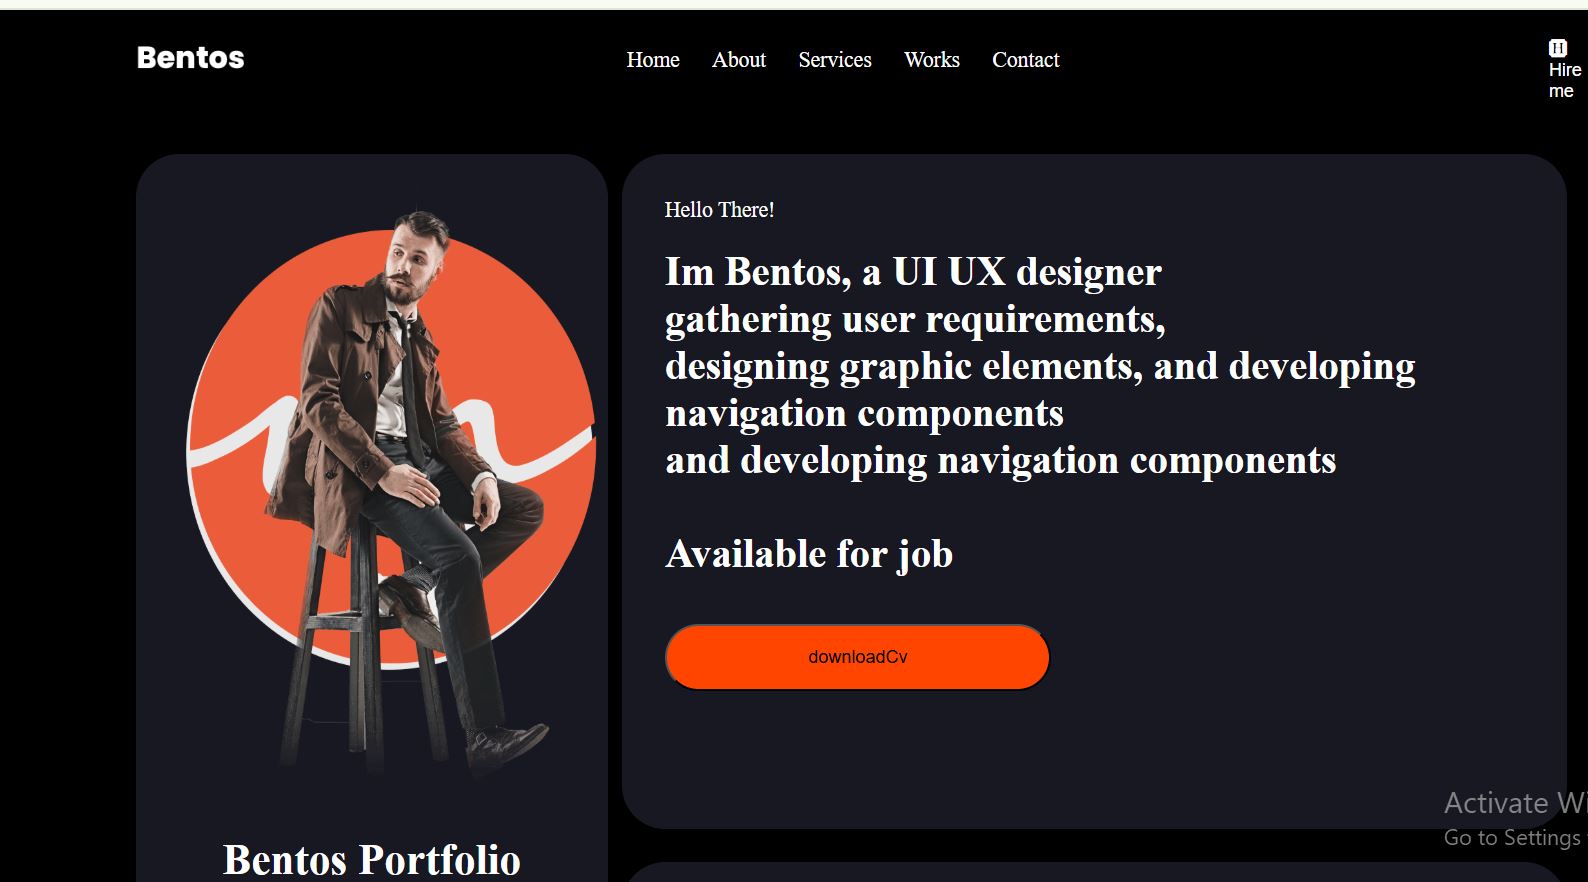 Bentos
Home About Services Works Contact
H
Hire
me
Hello There!
Im Bentos, a UI UX designer
gathering user requirements,
designing graphic elements, and developing
navigation components
and developing navigation components
Available for job
downloadCv
Bentos Portfolio
Activate Wi
Go to Settings